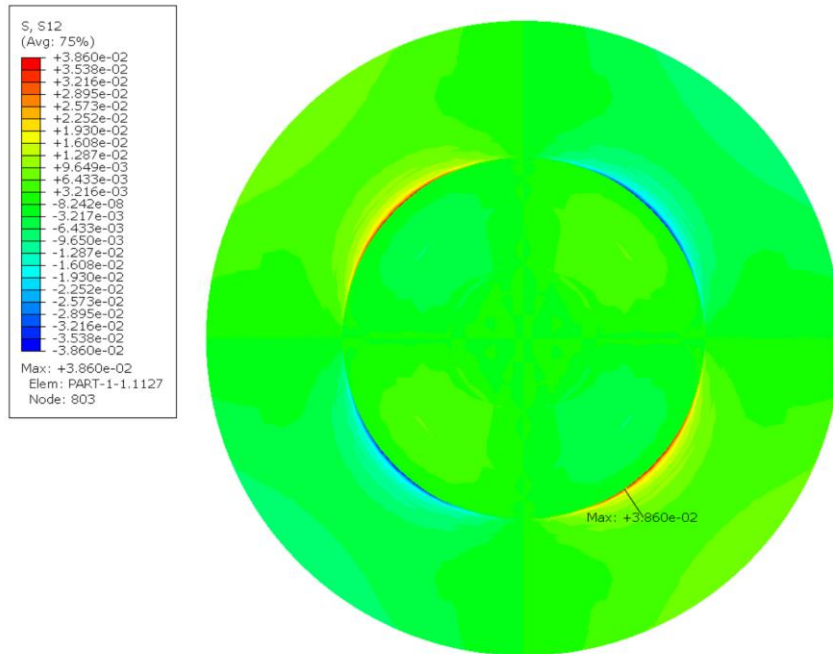 S, S12
(Avg: 75%)
+3.860e-02
+3.538e-02
+3.216e-02
+2.895e-02
+2.573e-02
+2.252e-02
+1.930e-02
+1.608e-02
+1.287e-02
+9.649e-03
+6.433e-03
+3.216e-03
-8.242e-08
-3.217e-03
-6.433e-03
-9.650e-03
-1.287e-02
-1.608e-02
-1.930e-02
-2.252e-02
-2.573e-02
-2.895e-02
-3.216e-02
-3.538e-02
-3.860e-02
Max: +3.860e-02
Elem: PART-1-1.1127
Node: 803
Max: +3.860e-02